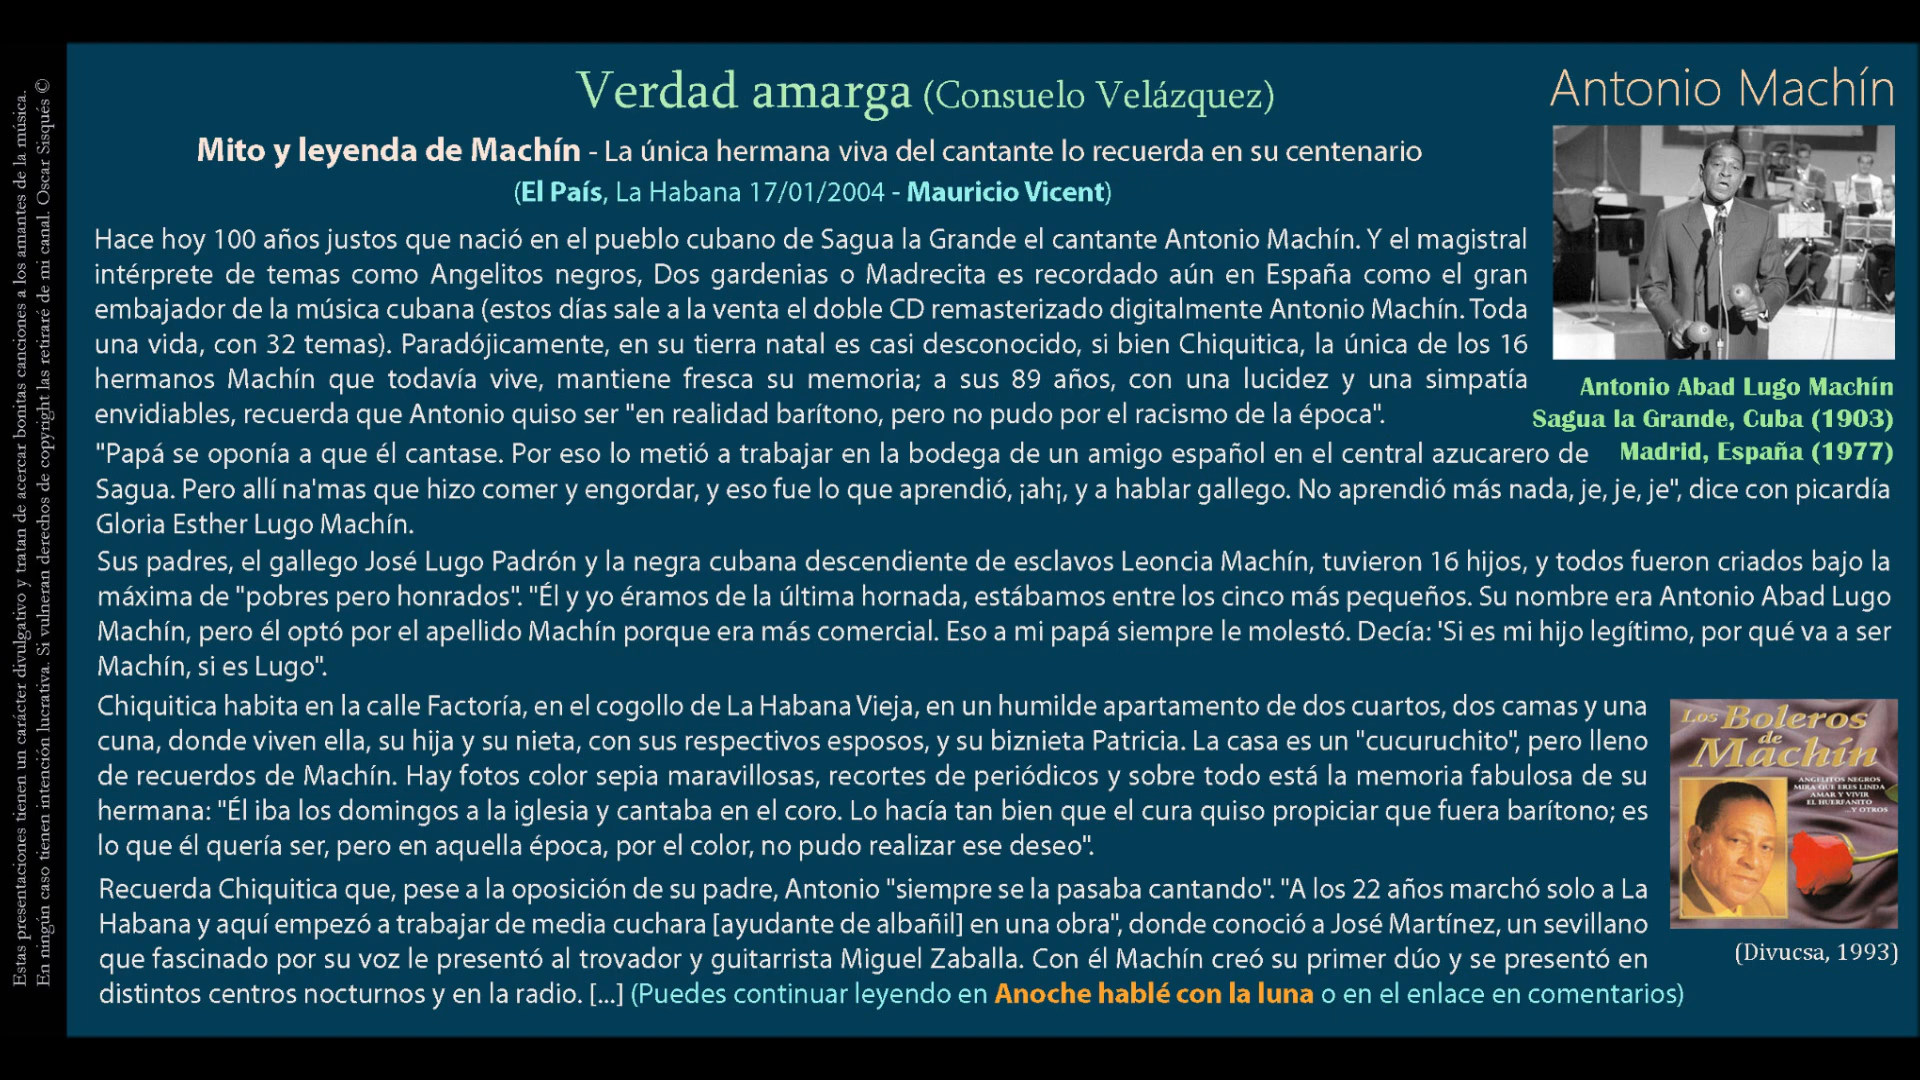 Estas presentaciones tienen un carácter divulgativo y tratan de acercar bonitas canciones a los amantes de la música.
En ningún caso tienen intención lucrativa. Si vulneran derechos de copyright las retiraré de mi canal. Oscar Sisqués ©
Verdad amarga (Consuelo Velázquez)
Antonio Machín
Mito y leyenda de Machín - La única hermana viva del cantante lo recuerda en su centenario
(El País, La Habana 17/01/2004 - Mauricio Vicent)
Hace hoy 100 años justos que nació en el pueblo cubano de Sagua la Grande el cantante Antonio Machín. Y el magistral
intérprete de temas como Angelitos negros, Dos gardenias o Madrecita es recordado aún en España como el gran
embajador de la música cubana (estos días sale a la venta el doble CD remasterizado digitalmente Antonio Machín. Toda
una vida, con 32 temas). Paradójicamente, en su tierra natal es casi desconocido, si bien Chiquitica, la única de los 16
hermanos Machín que todavía vive, mantiene fresca su memoria; a sus 89 años, con una lucidez y una simpatía
envidiables, recuerda que Antonio quiso ser "en realidad barítono, pero no pudo por el racismo de la época".
Antonio Abad Lugo Machín
Sagua la Grande, Cuba (1903)
Madrid, España (1977)
"Papá se oponía a que él cantase. Por eso lo metió a trabajar en la bodega de un amigo español en el central azucarero de
Sagua. Pero allí na'mas que hizo comer y engordar, y eso fue lo que aprendió, ¡ah¡, y a hablar gallego. No aprendió más nada, je, je, je", dice con picardía
Gloria Esther Lugo Machín.
Sus padres, el gallego José Lugo Padrón y la negra cubana descendiente de esclavos Leoncia Machín, tuvieron 16 hijos, y todos fueron criados bajo la
máxima de "pobres pero honrados". "Él y yo éramos de la última hornada, estábamos entre los cinco más pequeños. Su nombre era Antonio Abad Lugo
Machín, pero él optó por el apellido Machín porque era más comercial. Eso a mi papá siempre le molestó. Decía: 'Si es mi hijo legítimo, por qué va a ser
Machín, si es Lugo".
Chiquitica habita en la calle Factoría, en el cogollo de La Habana Vieja, en un humilde apartamento de dos cuartos, dos camas y una
cuna, donde viven ella, su hija y su nieta, con sus respectivos esposos, y su biznieta Patricia. La casa es un "cucuruchito", pero lleno
de recuerdos de Machín. Hay fotos color sepia maravillosas, recortes de periódicos y sobre todo está la memoria fabulosa de su
hermana: "Él iba los domingos a la iglesia y cantaba en el coro. Lo hacía tan bien que el cura quiso propiciar que fuera barítono; es
lo que él quería ser, pero en aquella época, por el color, no pudo realizar ese deseo".
Recuerda Chiquitica que, pese a la oposición de su padre, Antonio "siempre se la pasaba cantando". "A los 22 años marchó solo a La
Habana y aquí empezó a trabajar de media cuchara [ayudante de albañil] en una obra", donde conoció a José Martínez, un sevillano
que fascinado por su voz le presentó al trovador y guitarrista Miguel Zaballa. Con él Machín creó su primer dúo y se presentó en
distintos centros nocturnos y en la radio. [...] (Puedes continuar leyendo en Anoche hablé con la luna o en el enlace en comentarios)
Los Boleros
de
Machín
ANGELITOS NEGROS
MIRA QUE ERES LINDA
AMAR Y VIVIR
EL HUERFANITO
...Y OTROS
(Divucsa, 1993)